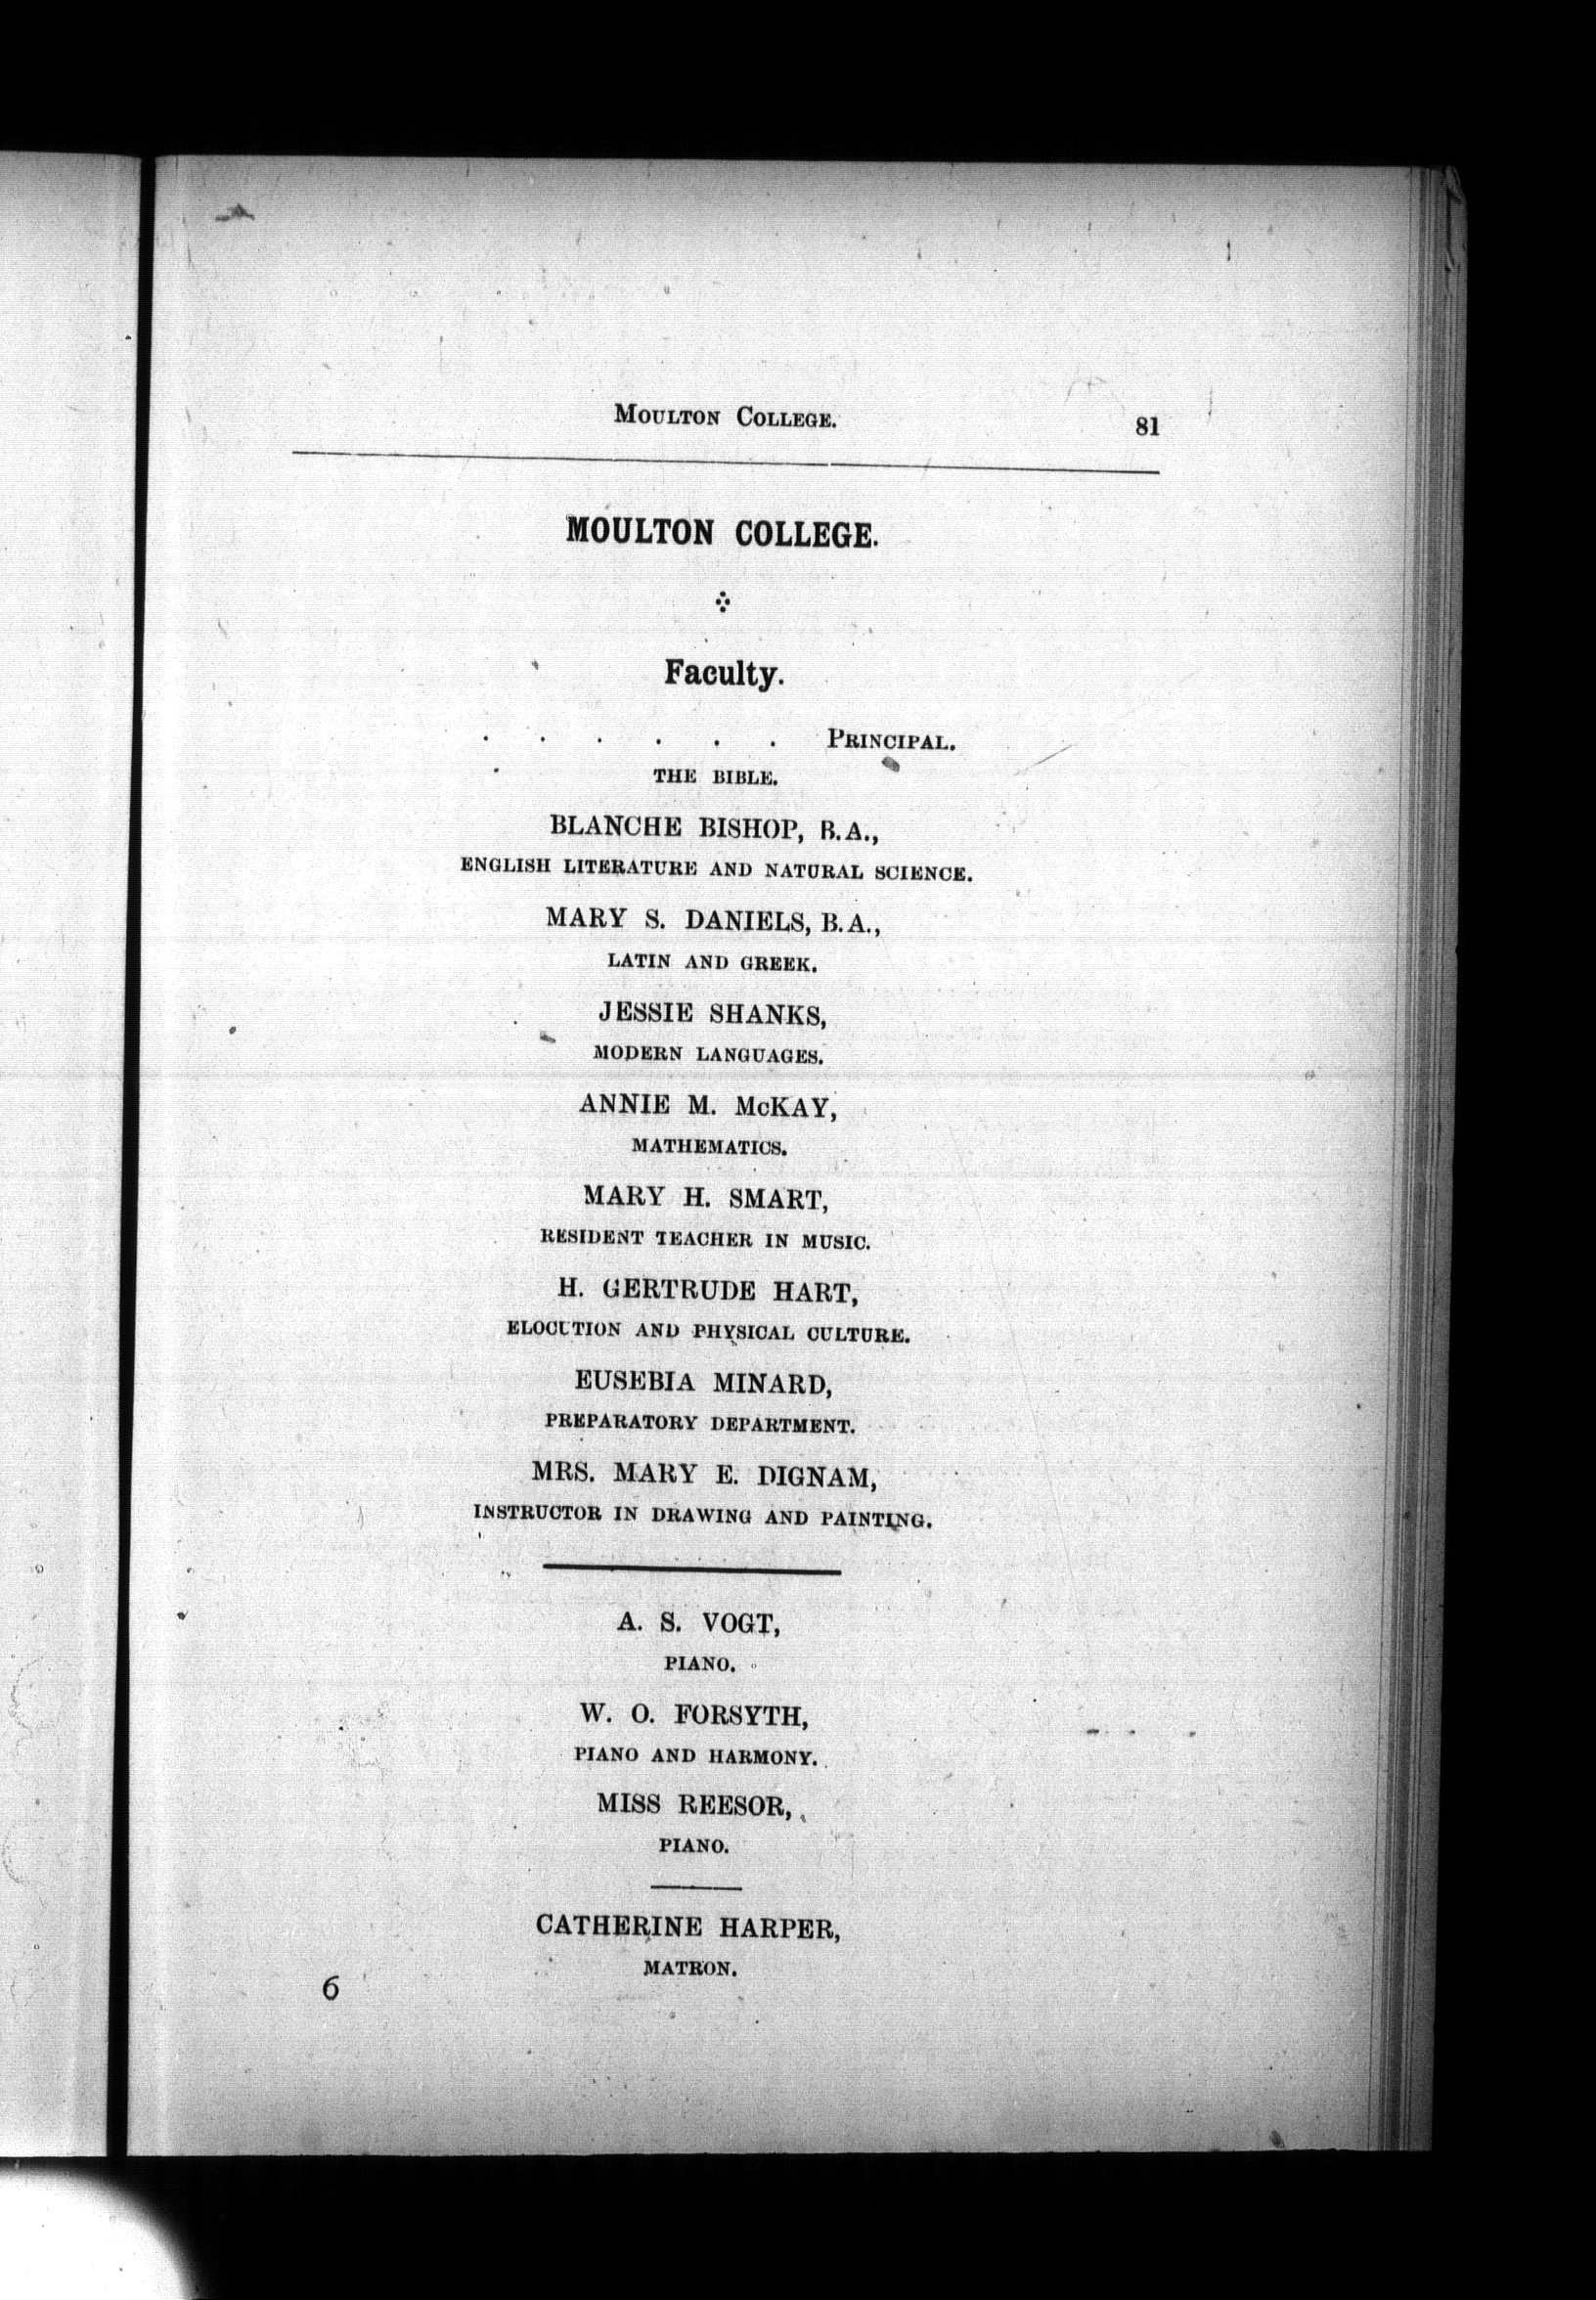 MOULTON COLLEGE. 81
MOULTON COLLEGE.
Faculty.
. . . . . . PRINCIPAL.
THE BIBLE.
BLANCHE BISHOP, B.A.,
ENGLISH LITERATURE AND NATURAL SCIENCE.
MARY S. DANIELS, B.A.,
LATIN AND GREEK.
JESSIE SHANKS,
MODERN LANGUAGES.
ANNIE M. McKAY,
MATHEMATICS.
MARY H. SMART,
RESIDENT TEACHER IN MUSIC.
H. GERTRUDE HART,
ELOCUTION AND PHYSICAL CULTURE.
EUSEBIA MINARD,
PREPARATORY DEPARTMENT.
MRS. MARY E. DIGNAM,
INSTRUCTOR IN DRAWING AND PAINTING.
A. S. VOGT,
PIANO.
W. O. FORSYTH,
PIANO AND HARMONY.
MISS REESOR,
PIANO.
CATHERINE HARPER,
MATRON.
6